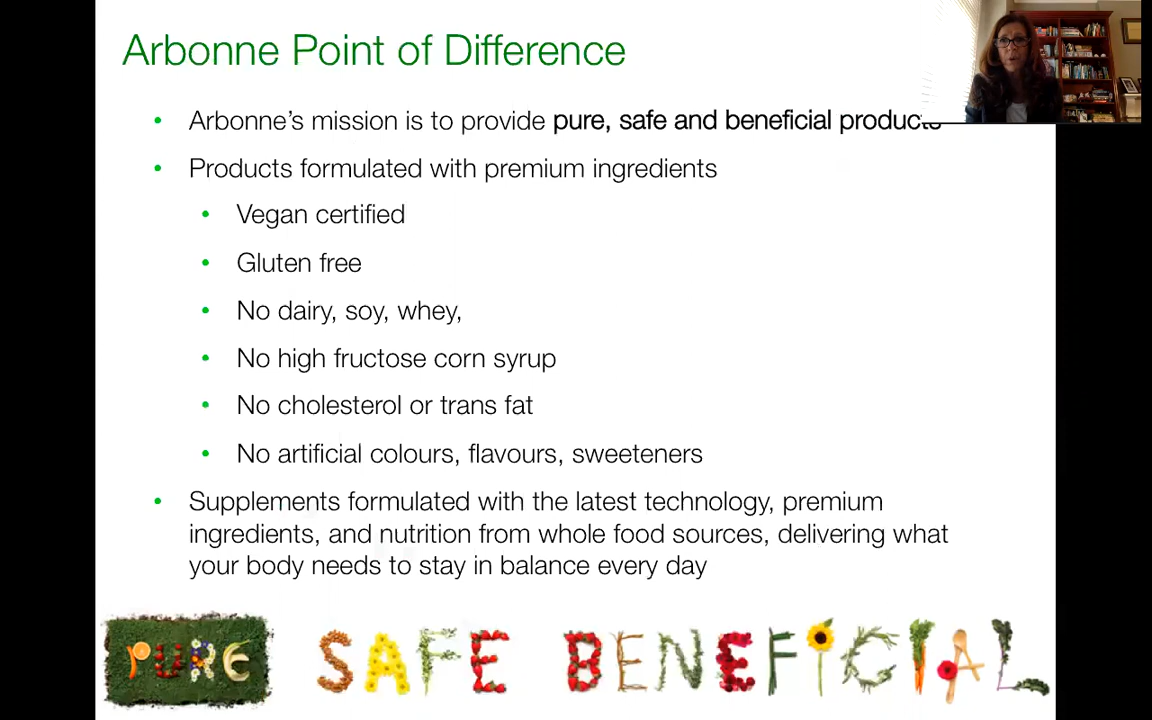 Arbonne Point of Difference
• Arbonne's mission is to provide pure, safe and beneficial products
• Products formulated with premium ingredients
• Vegan certified
• Gluten free
• No dairy, soy, whey,
• No high fructose corn syrup
• No cholesterol or trans fat
• No artificial colours, flavours, sweeteners
• Supplements formulated with the latest technology, premium
ingredients, and nutrition from whole food sources, delivering what
your body needs to stay in balance every day
PURE SAFE BENEFICIAL